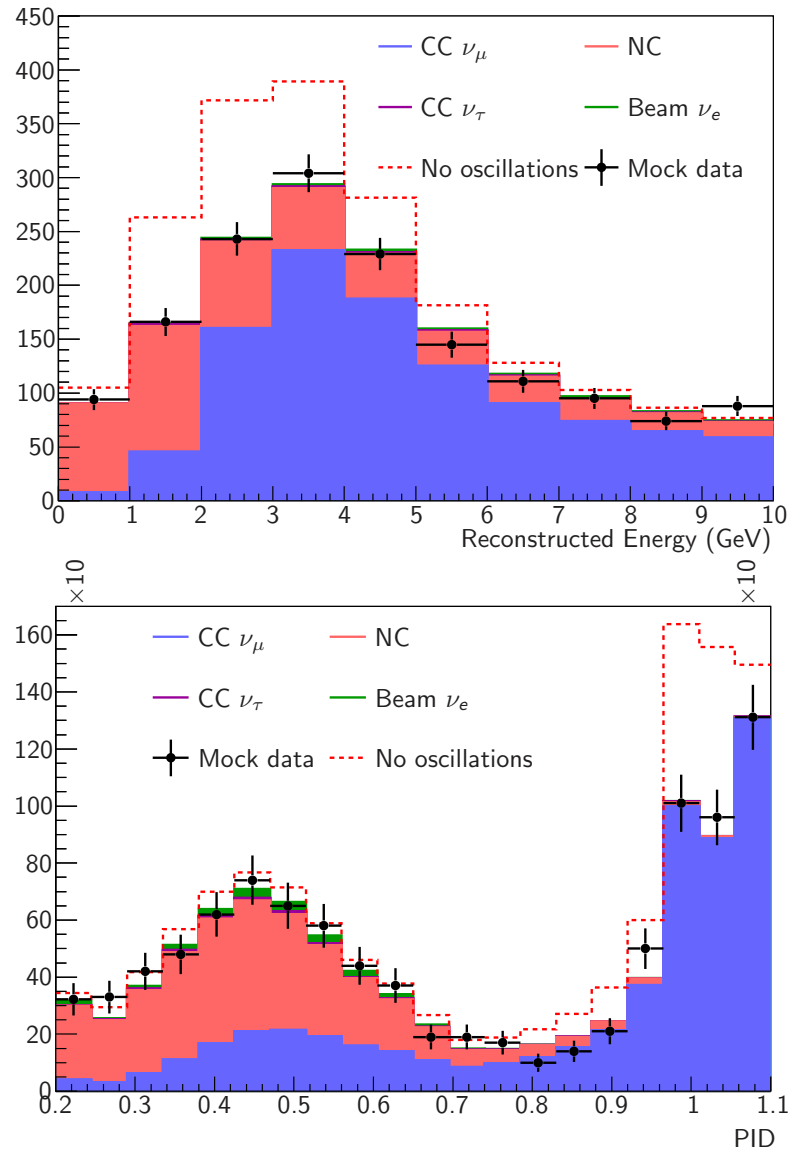 450
400
350
300
250
200
150
100
50
0
CC νμ NC
CC ντ Beam νe
No oscillations Mock data
0 1 2 3 4 5 6 7 8 9 10
Reconstructed Energy (GeV)
×10 ×10
160
140
120
100
80
60
40
20
0
CC νμ NC
CC ντ Beam νe
Mock data No oscillations
0.2 0.3 0.4 0.5 0.6 0.7 0.8 0.9 1 1.1
PID